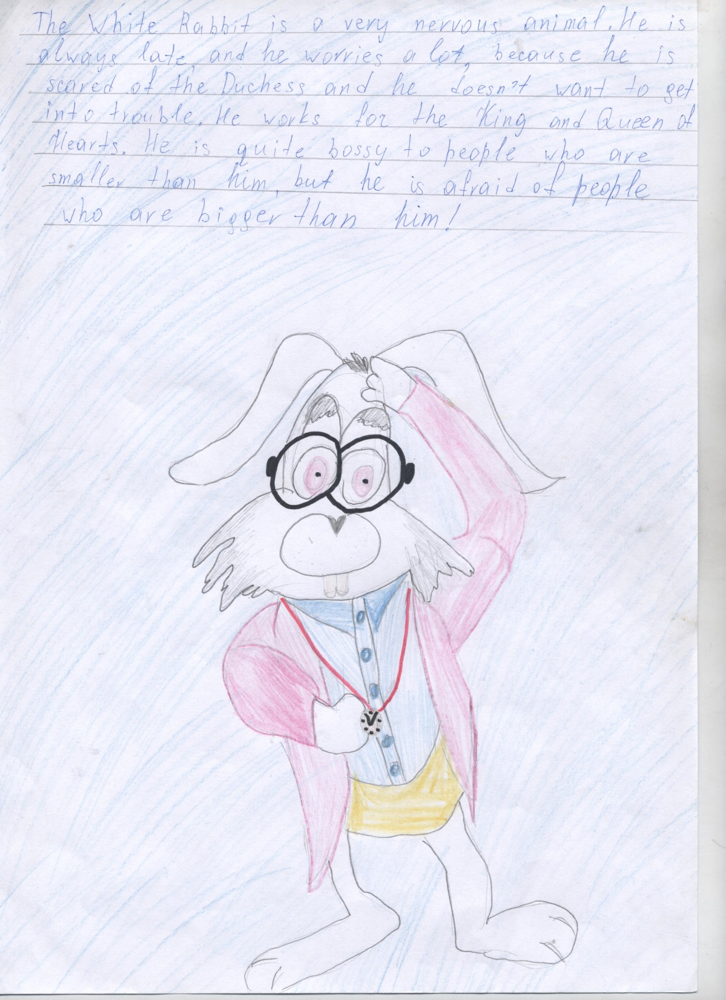 The White Rabbit is a very nervous animal. He is
always late, and he worries a lot, because he is
scared of the Duchess and he doesn't want to get
into trouble. He works for the King and Queen of
Hearts. He is quite bossy to people who are
smaller than him, but he is afraid of people
who are bigger than him!